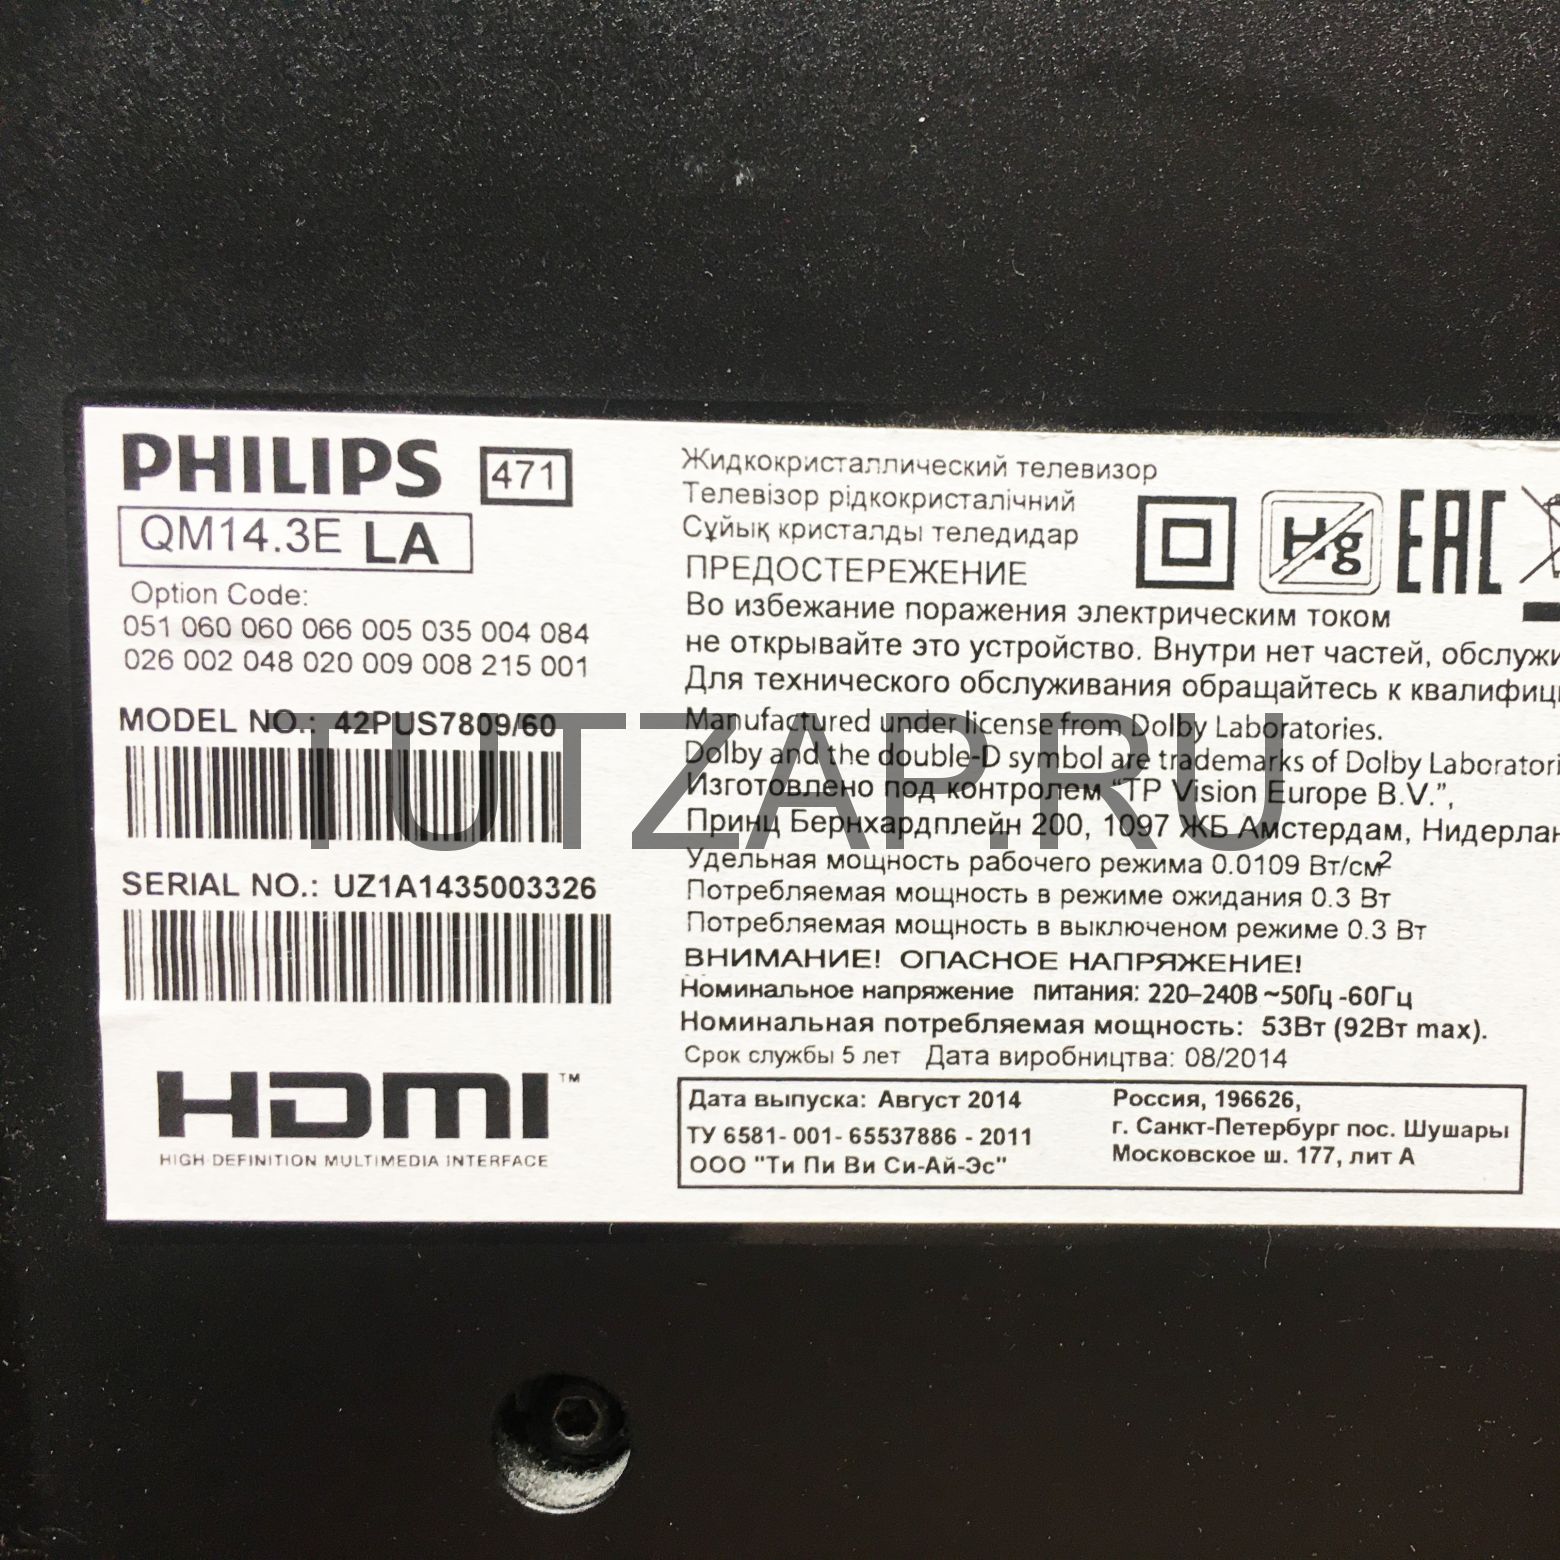 PHILIPS 471
QM14.3E LA
Option Code:
051 060 060 066 005 035 004 084
026 002 048 020 009 008 215 001
MODEL NO.: 42PUS7809/60
SERIAL NO.: UZ1A1435003326
HDMI™
HIGH-DEFINITION MULTIMEDIA INTERFACE
Жидкокристаллический телевизор
Телевізор рідкокристалічний
Сұйық кристалды теледидар
ПРЕДОСТЕРЕЖЕНИЕ
Hg
EAC
Во избежание поражения электрическим током
не открывайте это устройство. Внутри нет частей, обслужи
Для технического обслуживания обращайтесь к квалифиц
Manufactured under license from Dolby Laboratories.
Dolby and the double-D symbol are trademarks of Dolby Laboratori
Изготовлено под контролем “TP Vision Europe B.V.”,
Принц Бернхардплейн 200, 1097 ЖБ Амстердам, Нидерлан
Удельная мощность рабочего режима 0.0109 Вт/см²
Потребляемая мощность в режиме ожидания 0.3 Вт
Потребляемая мощность в выключеном режиме 0.3 Вт
ВНИМАНИЕ! ОПАСНОЕ НАПРЯЖЕНИЕ!
Номинальное напряжение питания: 220–240В ~50Гц -60Гц
Номинальная потребляемая мощность: 53Вт (92Вт max).
Срок службы 5 лет Дата виробництва: 08/2014
Дата выпуска: Август 2014
ТУ 6581- 001- 65537886 - 2011
ООО "Ти Пи Ви Си-Ай-Эс"
Россия, 196626,
г. Санкт-Петербург пос. Шушары
Московское ш. 177, лит А
TUTZAP.RU